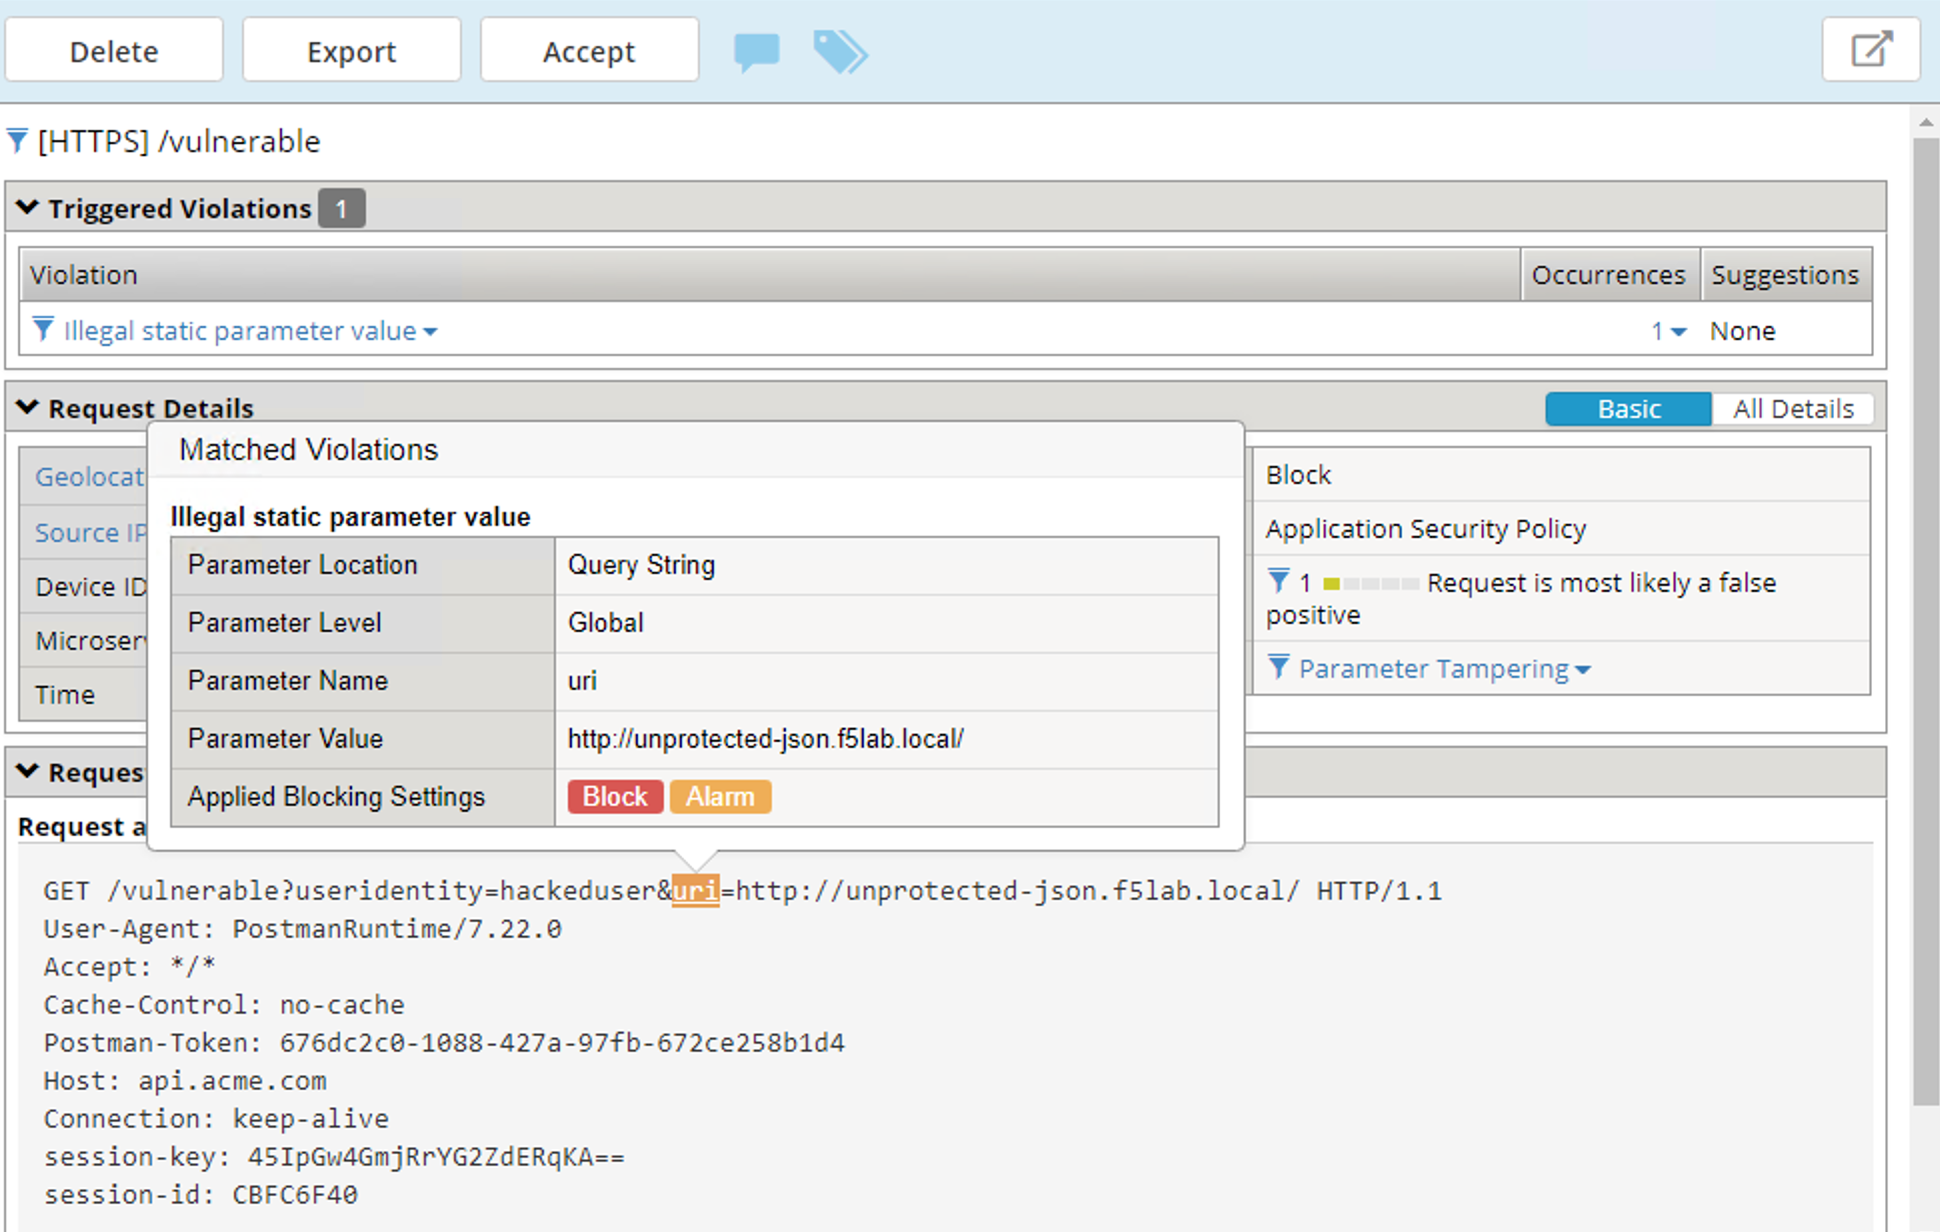 Delete Export Accept
[HTTPS] /vulnerable
Triggered Violations 1
Violation Occurrences Suggestions
Illegal static parameter value 1 None
Request Details Basic All Details
Geolocat
Source IP
Device ID
Microser
Time
Block
Application Security Policy
1 Request is most likely a false
positive
Parameter Tampering
Matched Violations
Illegal static parameter value
Parameter Location Query String
Parameter Level Global
Parameter Name uri
Parameter Value http://unprotected-json.f5lab.local/
Applied Blocking Settings Block Alarm
Reques
Request a
GET /vulnerable?useridentity=hackeduser&uri=http://unprotected-json.f5lab.local/ HTTP/1.1
User-Agent: PostmanRuntime/7.22.0
Accept: */*
Cache-Control: no-cache
Postman-Token: 676dc2c0-1088-427a-97fb-672ce258b1d4
Host: api.acme.com
Connection: keep-alive
session-key: 45IpGw4GmjRrYG2ZdERqKA==
session-id: CBFC6F40